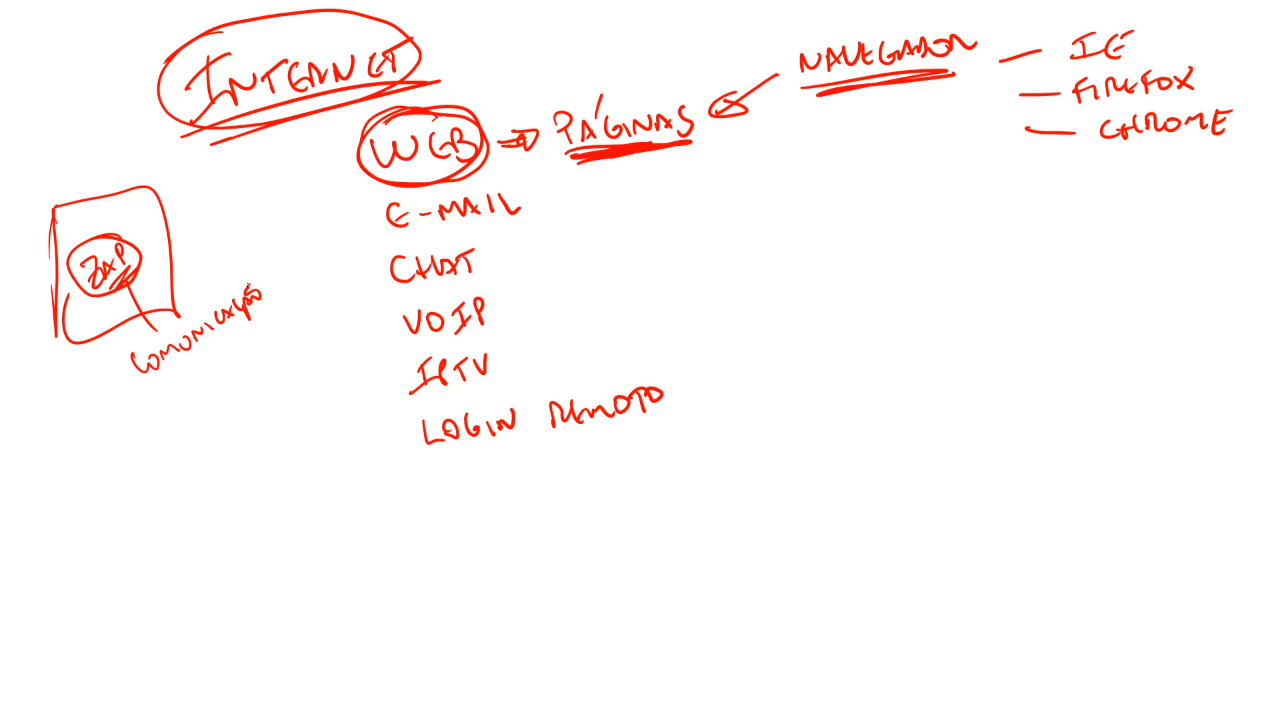 INTERNET
NAVEGADOR
IE
FIREFOX
CHROME
WEB
PÁGINAS
E-MAIL
CHAT
VOIP
IPTV
LOGIN REMOTO
ZAP
COMUNICAÇÃO